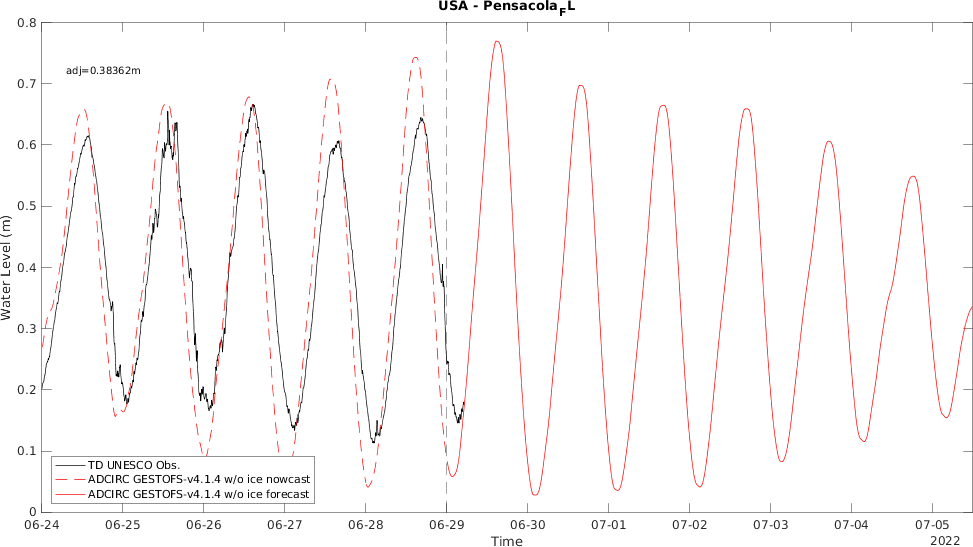 USA - Pensacola_FL
0.8
adj=0.38362m
0.7
0.6
0.5
0.4
0.3
0.2
0.1
0
Water Level (m)
TD UNESCO Obs.
ADCIRC GESTOFS-v4.1.4 w/o ice nowcast
ADCIRC GESTOFS-v4.1.4 w/o ice forecast
06-24 06-25 06-26 06-27 06-28 06-29 06-30 07-01 07-02 07-03 07-04 07-05
Time
2022